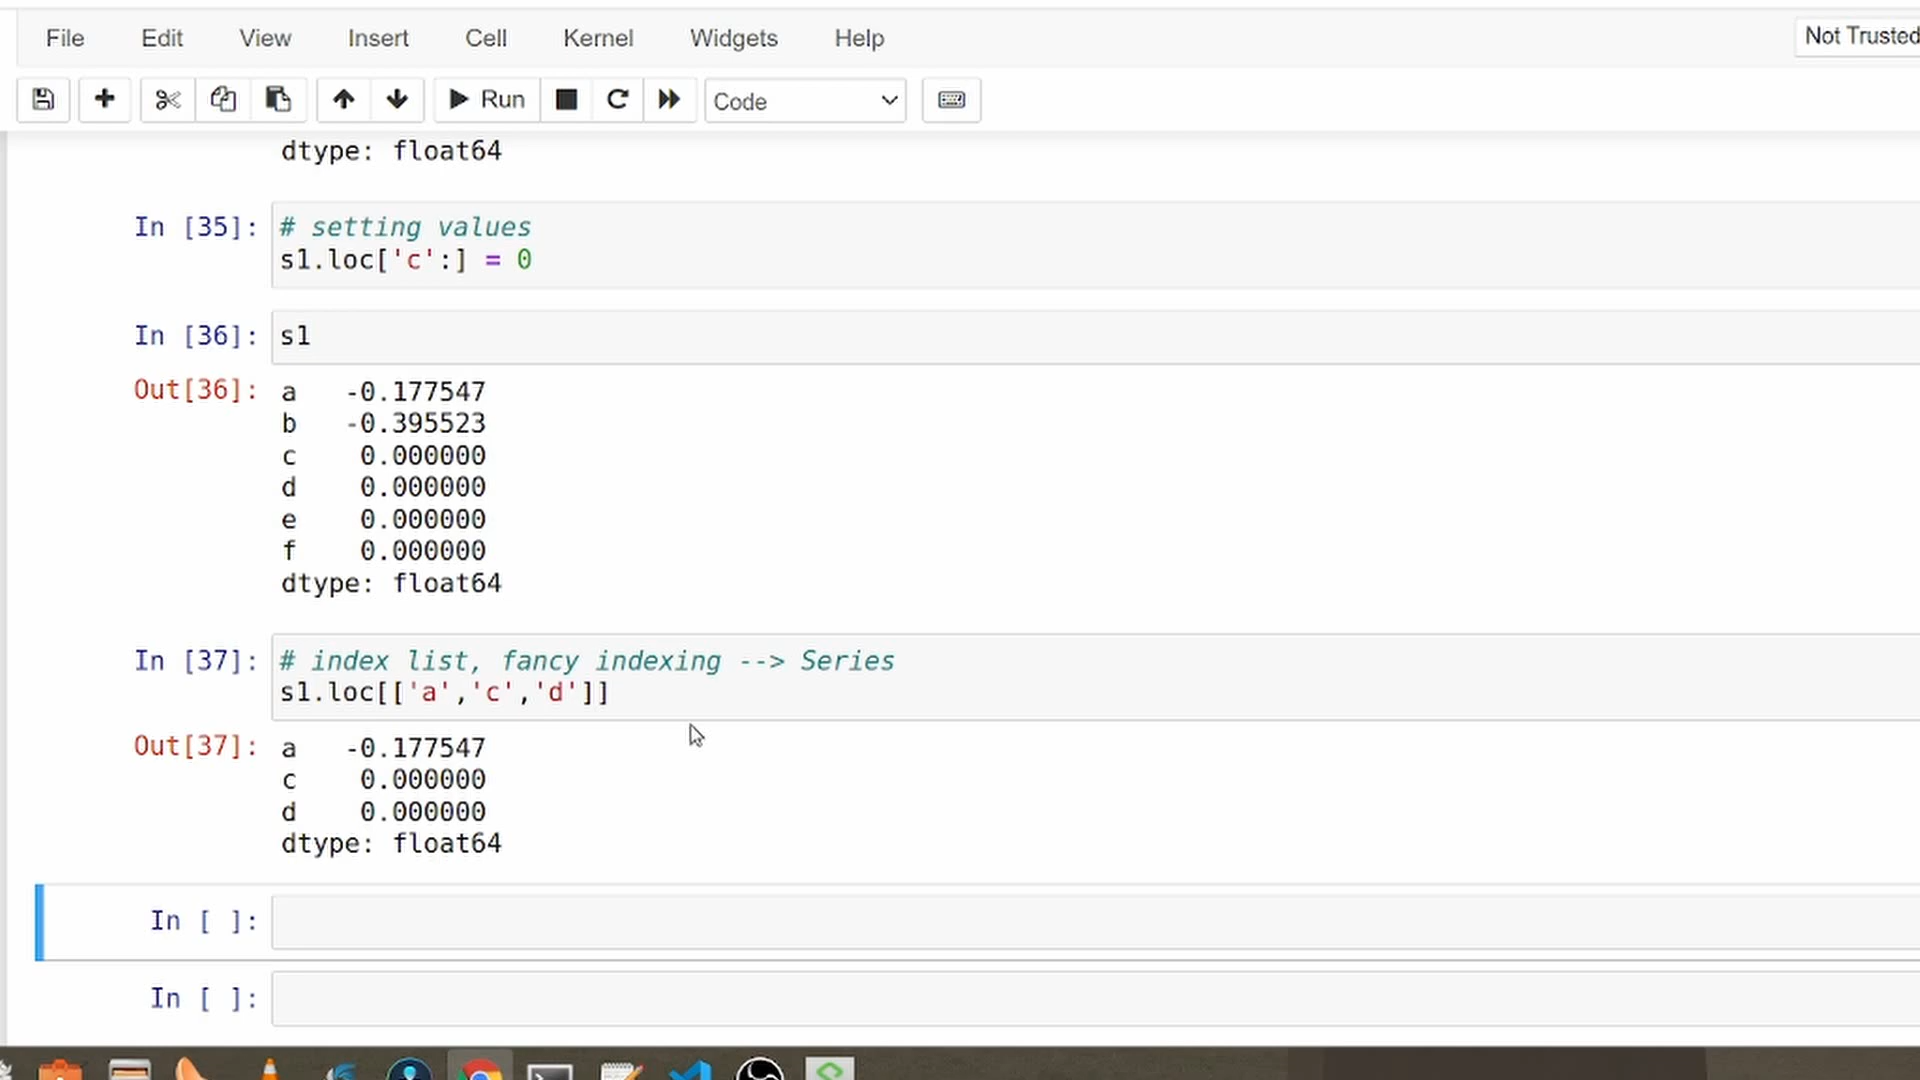 File Edit View Insert Cell Kernel Widgets Help Not Trusted
Run Code
dtype: float64
In [35]: # setting values
s1.loc['c':] = 0
In [36]: s1
Out[36]: a -0.177547
b -0.395523
c 0.000000
d 0.000000
e 0.000000
f 0.000000
dtype: float64
In [37]: # index list, fancy indexing --> Series
s1.loc[['a','c','d']]
Out[37]: a -0.177547
c 0.000000
d 0.000000
dtype: float64
In [ ]:
In [ ]: